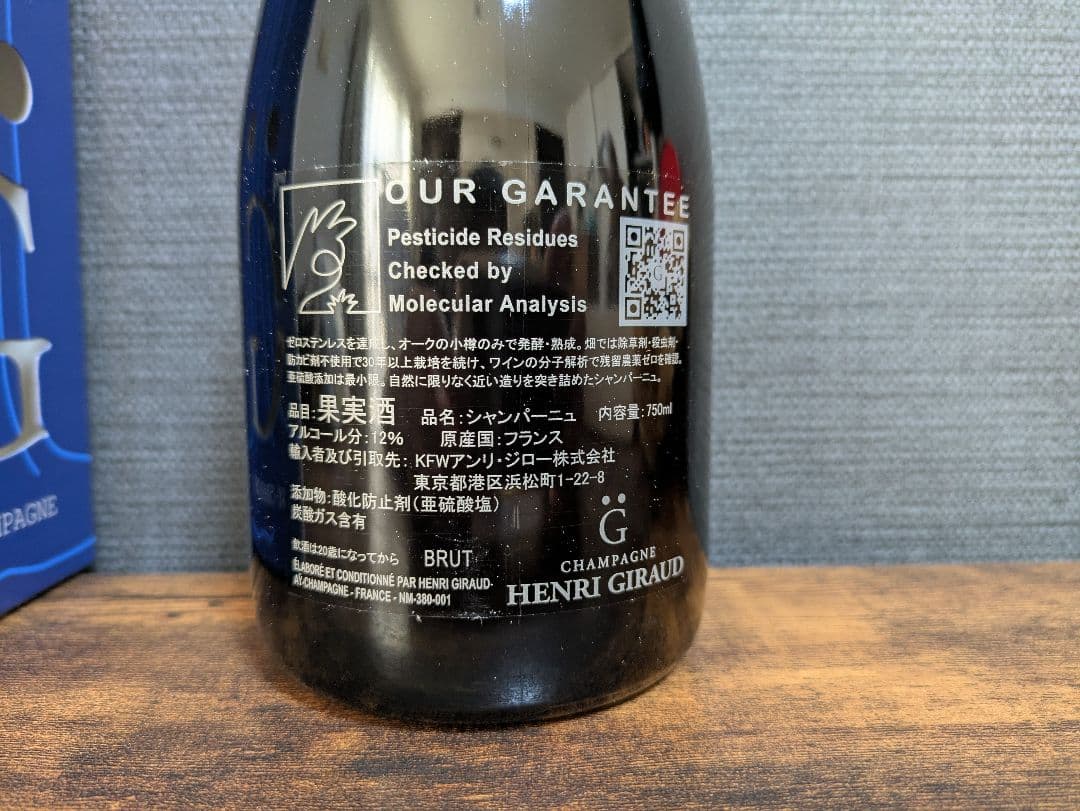 OUR GARANTEE
Pesticide Residues
Checked by
Molecular Analysis
ゼロステンレスを達成し、オークの小樽のみで発酵・熟成。畑では除草剤・殺虫剤・
防カビ剤不使用で30年以上栽培を続け、ワインの分子解析で残留農薬ゼロを確認。
亜硫酸添加は最小限。自然に限りなく近い造りを突き詰めたシャンパーニュ。
品目:果実酒 品名:シャンパーニュ 内容量:750ml
アルコール分:12% 原産国:フランス
輸入者及び引取先: KFWアンリ・ジロー株式会社
東京都港区浜松町1-22-8
添加物:酸化防止剤(亜硫酸塩)
炭酸ガス含有
飲酒は20歳になってから BRUT
ÉLABORÉ ET CONDITIONNÉ PAR HENRI GIRAUD-
AŸ-CHAMPAGNE - FRANCE - NM-380-001
G
CHAMPAGNE
HENRI GIRAUD